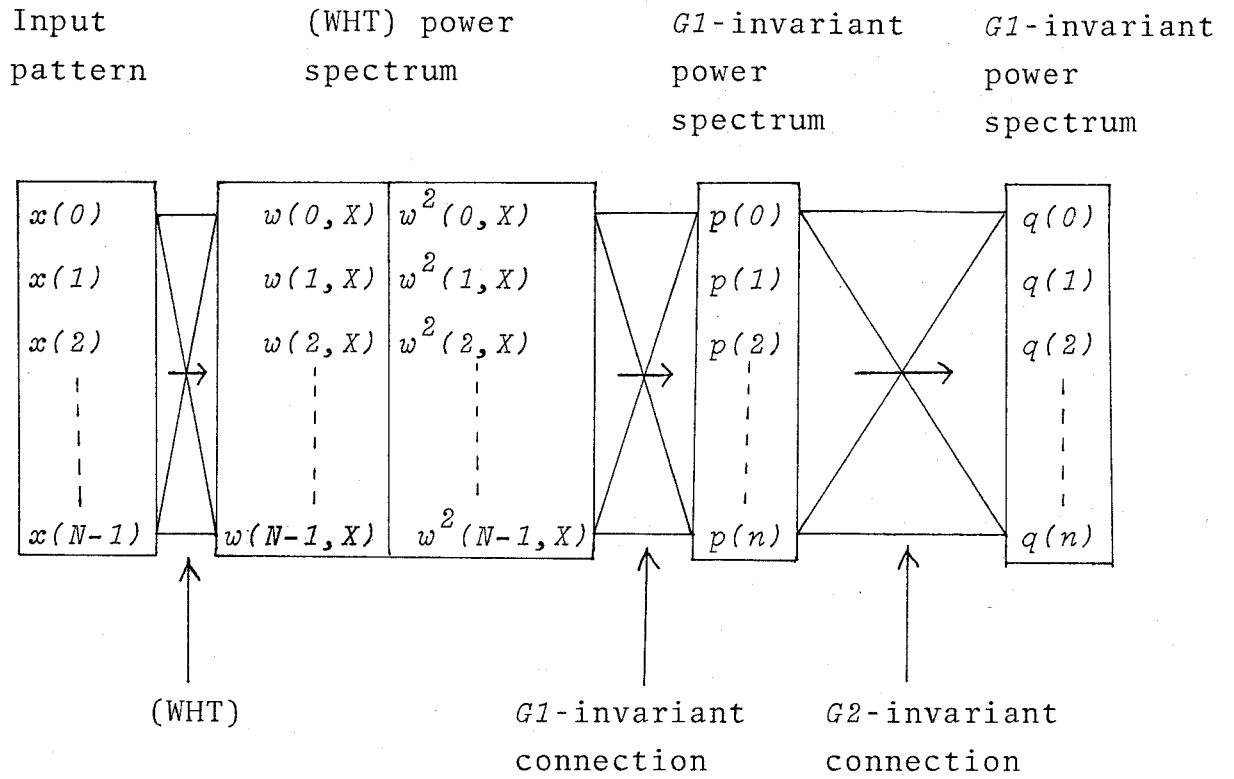 Input (WHT) power G1-invariant G1-invariant
pattern spectrum power power
spectrum spectrum
x(0) w(0,X) w²(0,X) p(0) q(0)
x(1) w(1,X) w²(1,X) p(1) q(1)
x(2) w(2,X) w²(2,X) p(2) q(2)
x(N-1) w(N-1,X) w²(N-1,X) p(n) q(n)
(WHT) G1-invariant G2-invariant
connection connection